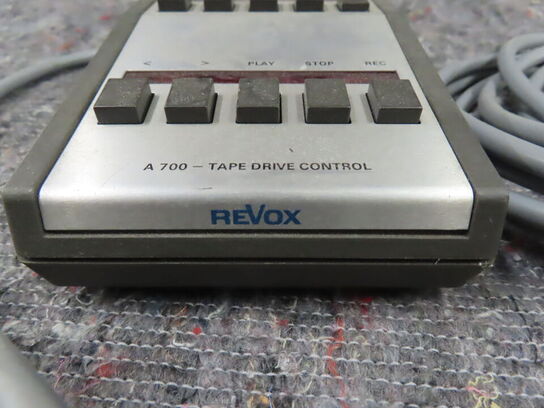 < > PLAY STOP REC
A 700 – TAPE DRIVE CONTROL
REVOX